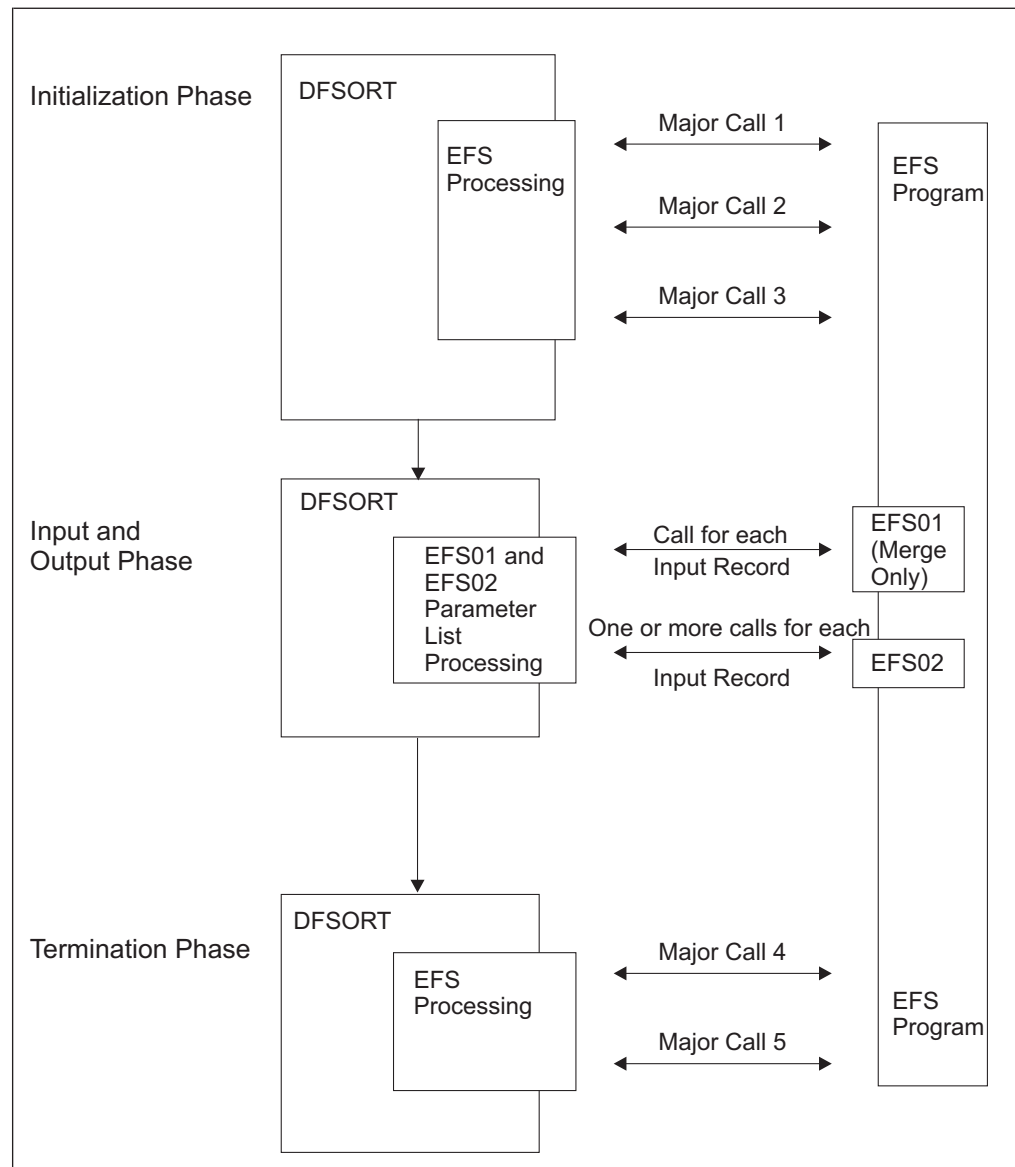 Initialization Phase
DFSORT
EFS
Processing
Major Call 1
Major Call 2
Major Call 3
EFS
Program
Input and
Output Phase
DFSORT
EFS01 and
EFS02
Parameter
List
Processing
Call for each
Input Record
One or more calls for each
Input Record
EFS01
(Merge
Only)
EFS02
Termination Phase
DFSORT
EFS
Processing
Major Call 4
Major Call 5
EFS
Program